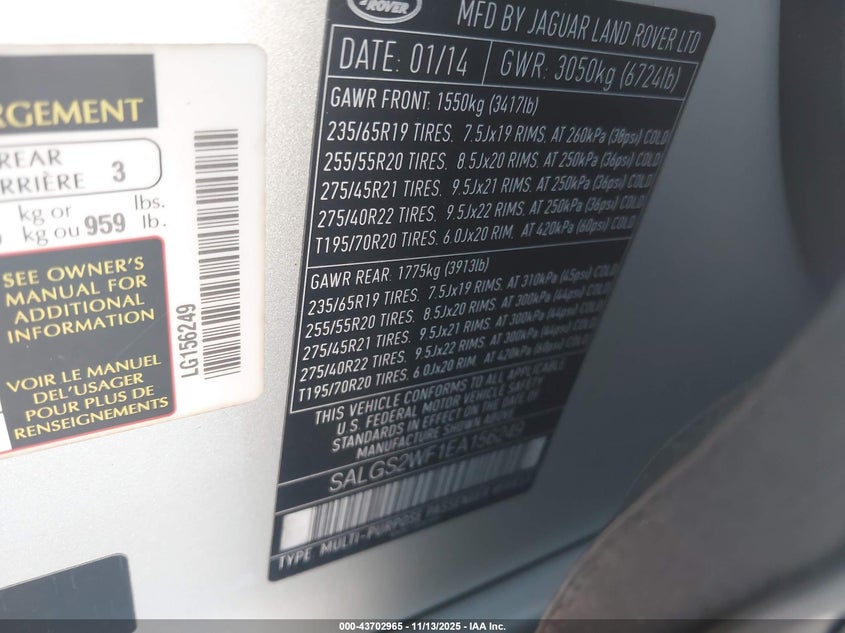 RGEMENT
REAR
RRIÈRE 3
kg or lbs.
kg ou 959 lb.
SEE OWNER'S
MANUAL FOR
ADDITIONAL
INFORMATION
VOIR LE MANUEL
DEL'USAGER
POUR PLUS DE
RENSEIGNEMENTS
LG156249
ROVER
MFD BY JAGUAR LAND ROVER LTD
DATE: 01/14 GWR: 3050kg (6724lb)
GAWR FRONT: 1550kg (3417lb)
235/65R19 TIRES. 7.5Jx19 RIMS. AT 260kPa (38psi) COLD
255/55R20 TIRES. 8.5Jx20 RIMS. AT 250kPa (36psi) COLD
275/45R21 TIRES. 9.5Jx21 RIMS. AT 250kPa (36psi) COLD
275/40R22 TIRES. 9.5Jx22 RIMS. AT 250kPa (36psi) COLD
T195/70R20 TIRES. 6.0Jx20 RIM. AT 420kPa (60psi) COLD
GAWR REAR: 1775kg (3913lb)
235/65R19 TIRES. 7.5Jx19 RIMS. AT 310kPa (45psi) COLD
255/55R20 TIRES. 8.5Jx20 RIMS. AT 300kPa (44psi) COLD
275/45R21 TIRES. 9.5Jx21 RIMS. AT 300kPa (44psi) COLD
275/40R22 TIRES. 9.5Jx22 RIMS. AT 300kPa (44psi) COLD
T195/70R20 TIRES. 6.0Jx20 RIM. AT 420kPa (60psi) COLD
THIS VEHICLE CONFORMS TO ALL APPLICABLE
U.S. FEDERAL MOTOR VEHICLE SAFETY
STANDARDS IN EFFECT ON THE DATE OF
MANUFACTURE SHOWN ABOVE.
SALGS2WF1EA156249
TYPE MULTI-PURPOSE PASSENGER
000-43702965 - 11/13/2025 - IAA Inc.